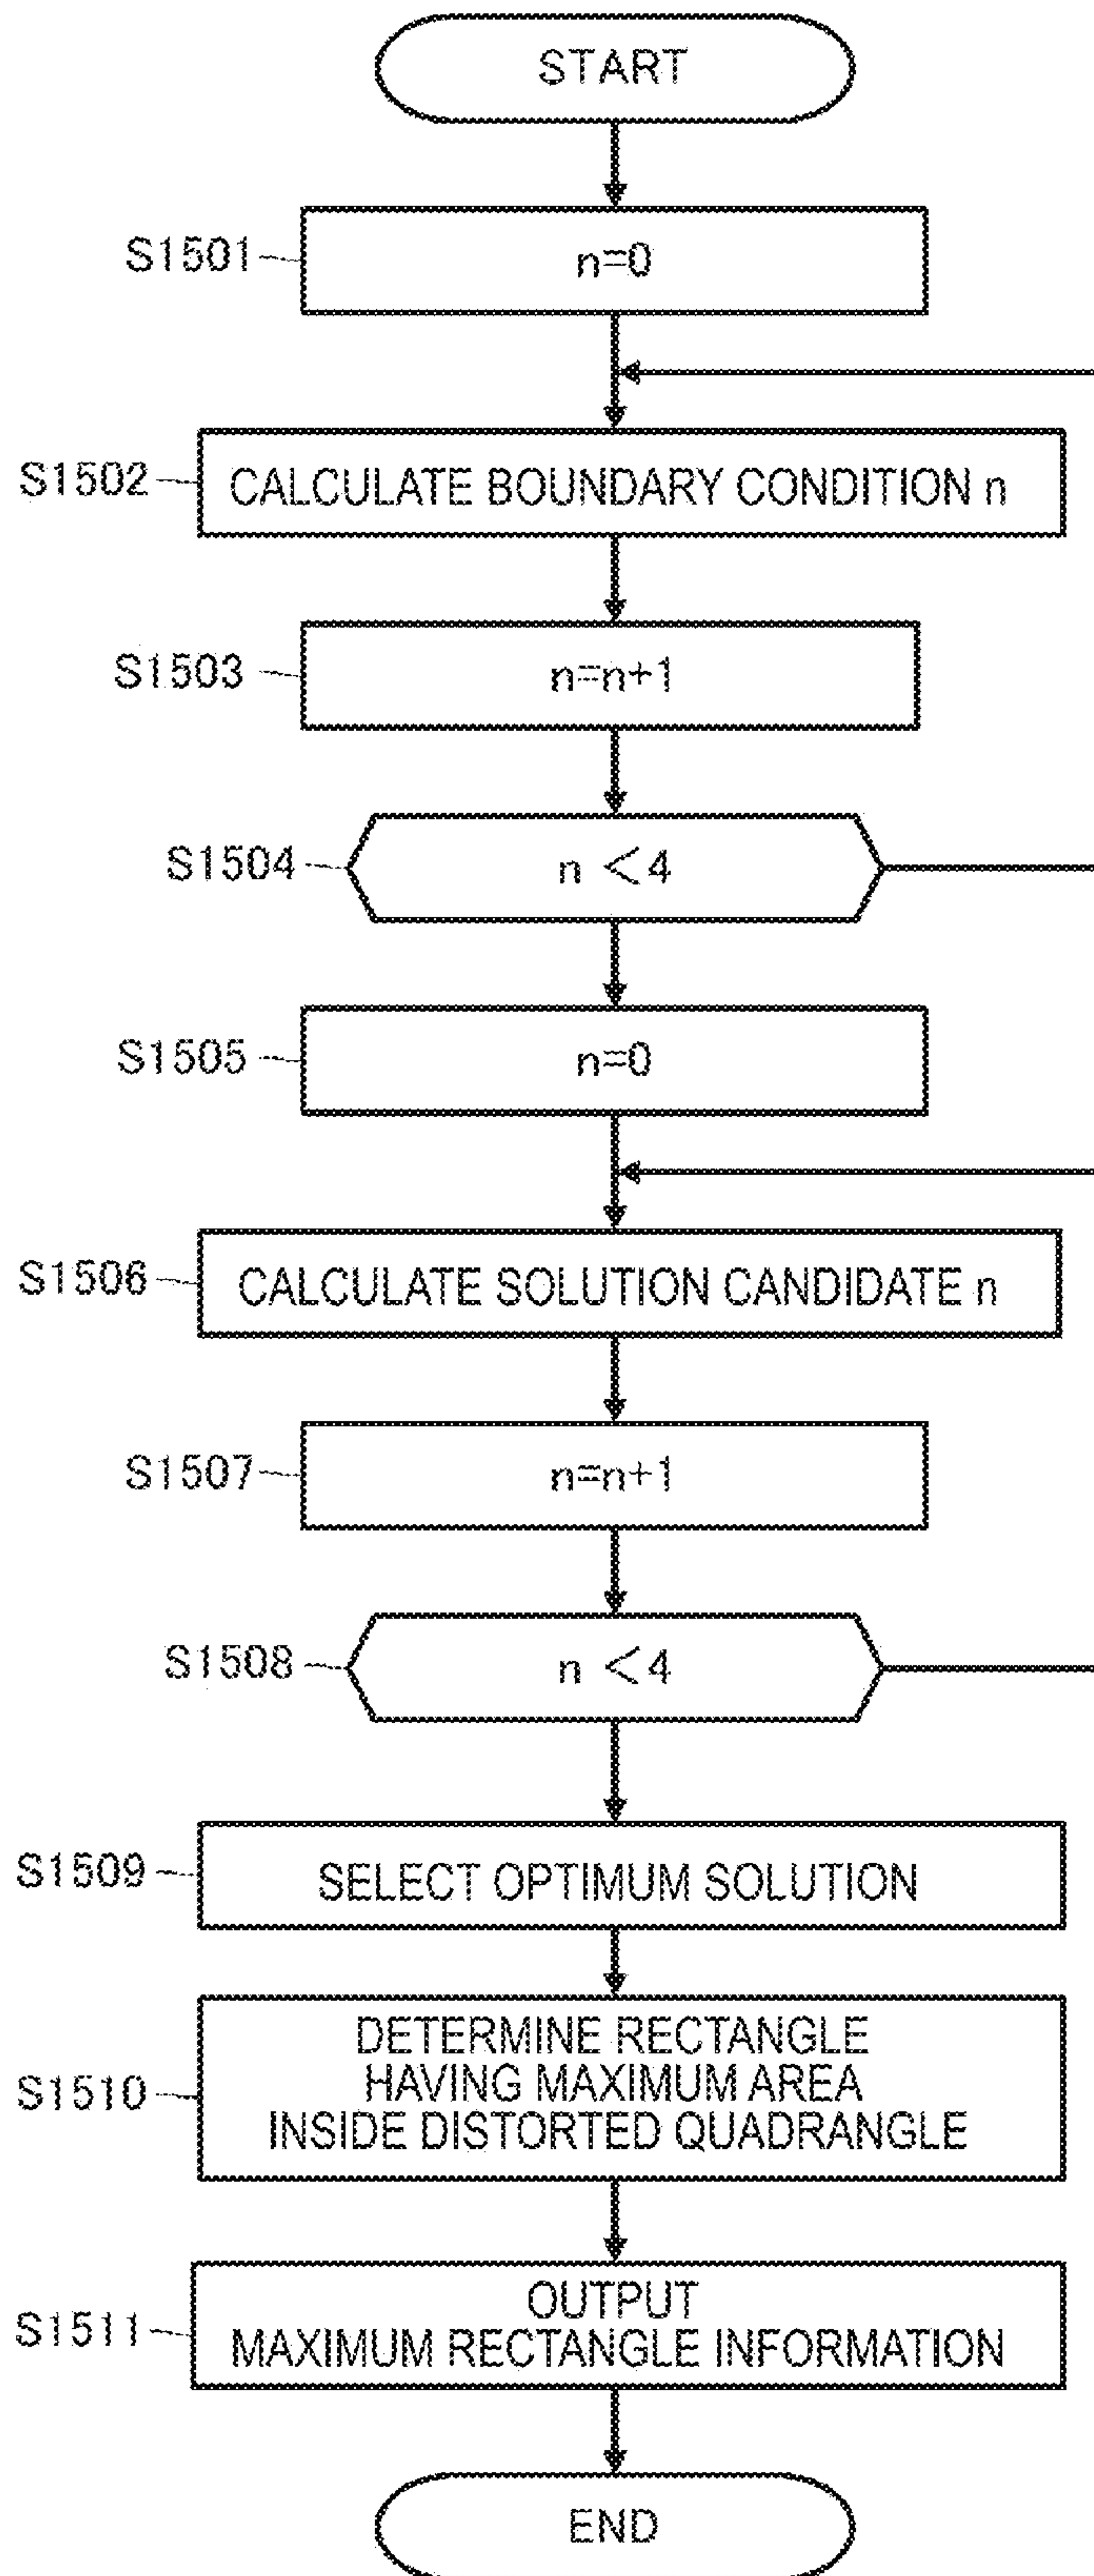 START
S1501
n=0
S1502
CALCULATE BOUNDARY CONDITION n
S1503
n=n+1
S1504
n <4
S1505
n=0
S1506
CALCULATE SOLUTION CANDIDATE n
S1507
n=n+1
S1508
n <4
S1509
SELECT OPTIMUM SOLUTION
S1510
DETERMINE RECTANGLE
HAVING MAXIMUM AREA
INSIDE DISTORTED QUADRANGLE
S1511
OUTPUT
MAXIMUM RECTANGLE INFORMATION
END